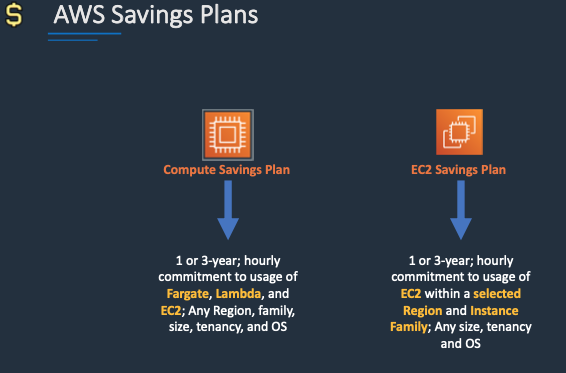 $ AWS Savings Plans
Compute Savings Plan
1 or 3-year; hourly
commitment to usage of
Fargate, Lambda, and
EC2; Any Region, family,
size, tenancy, and OS
EC2 Savings Plan
1 or 3-year; hourly
commitment to usage of
EC2 within a selected
Region and Instance
Family; Any size, tenancy
and OS